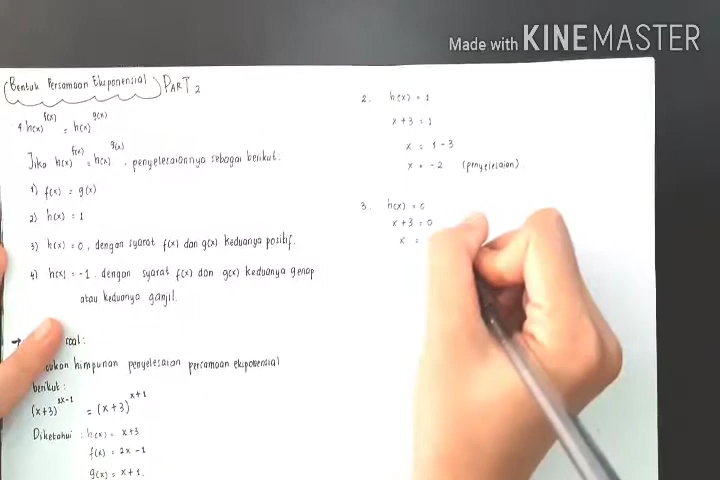 Made with KINEMASTER
Bentuk Persamaan Eksponensial PART 2
4. h(x)^f(x) = h(x)^g(x)
Jika h(x)^f(x) = h(x)^g(x), penyelesaiannya sebagai berikut.
1) f(x) = g(x)
2) h(x) = 1
3) h(x) = 0, dengan syarat f(x) dan g(x) keduanya positif.
4) h(x) = -1. dengan syarat f(x) dan g(x) keduanya genap
atau keduanya ganjil.
→ soal:
ukan himpunan penyelesaian persamaan eksponensial
berikut:
(x+3)^2x-1 = (x+3)^x+1
Diketahui : h(x) = x+3
f(x) = 2x -1
g(x) = x+1.
2. h(x) = 1
x+3 = 1
x = 1-3
x = -2 (penyelesaian).
3. h(x) = 0
x+3 = 0
x =